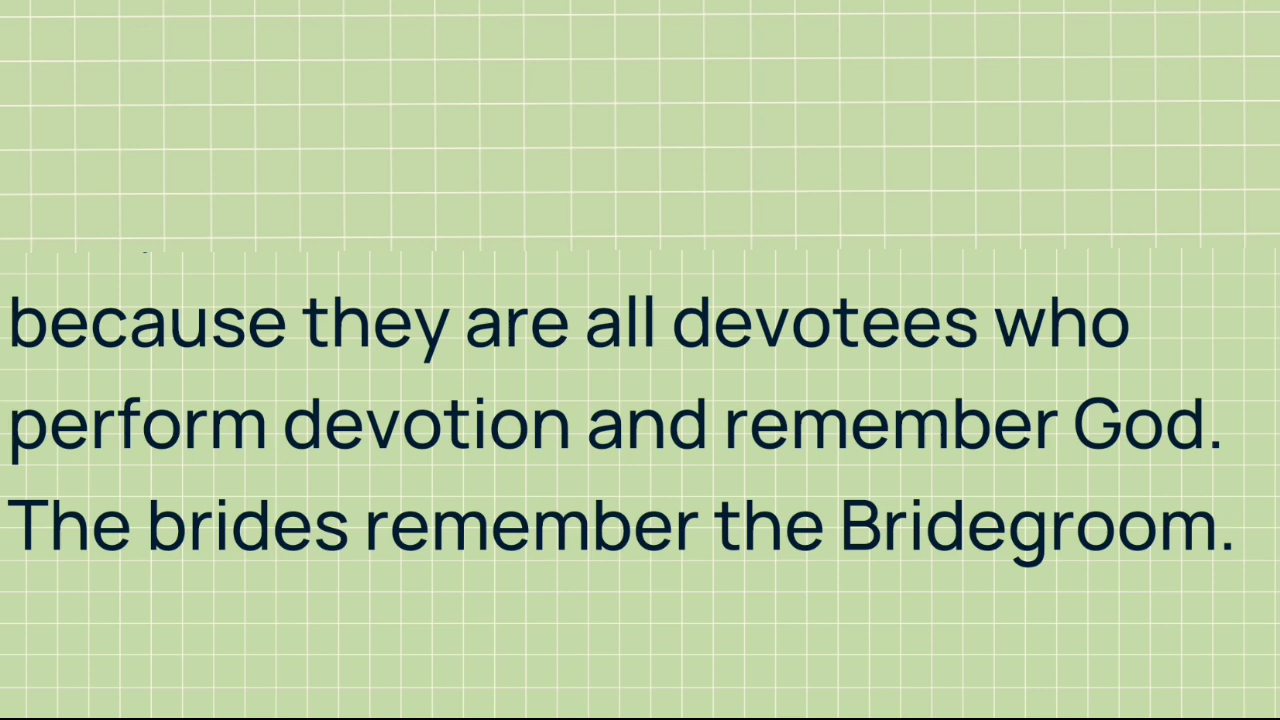 because they are all devotees who
perform devotion and remember God.
The brides remember the Bridegroom.